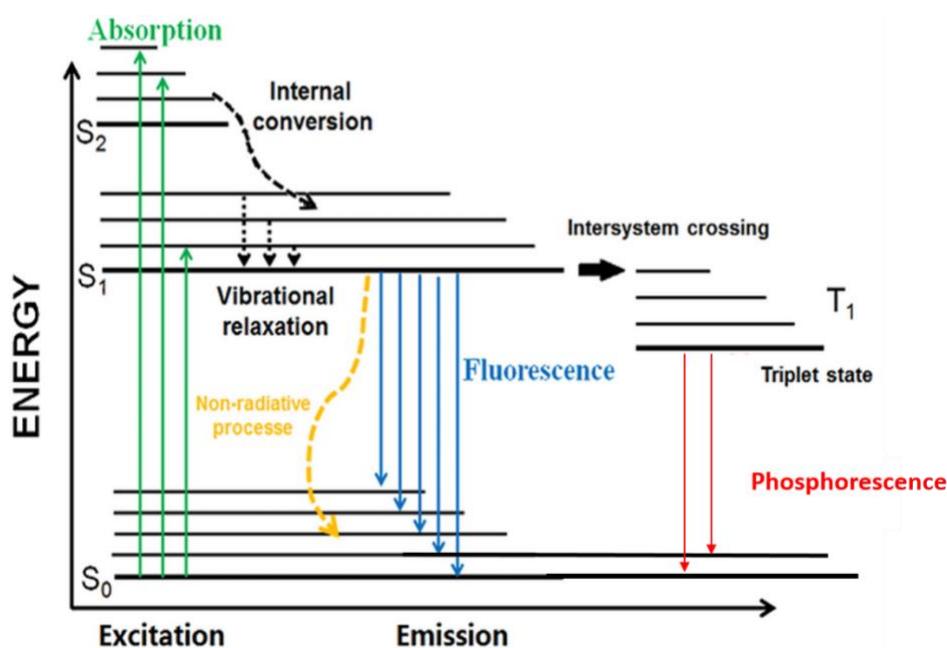 Absorption
Internal
conversion
S2
Intersystem crossing
S1
T1
Vibrational
relaxation
Fluorescence
Triplet state
Non-radiative
processe
Phosphorescence
ENERGY
S0
Excitation
Emission